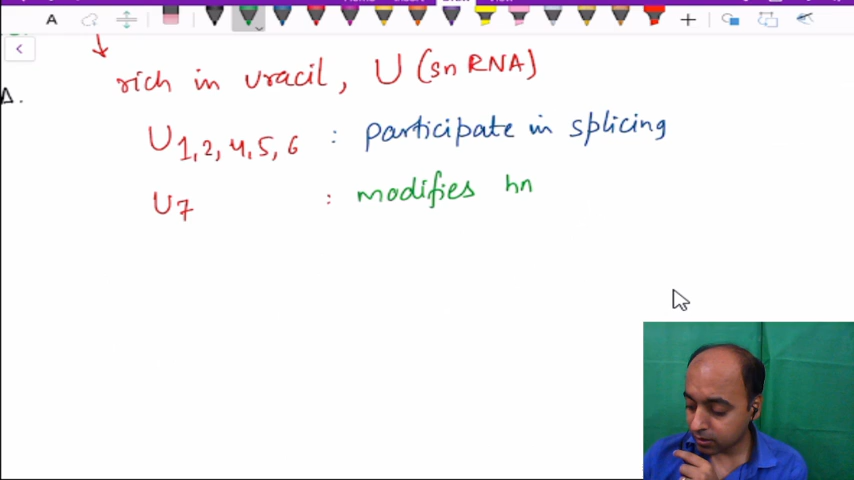 rich in uracil, U (sn RNA)
Δ.
U1,2,4,5,6 : participate in splicing
U7 : modifies hn